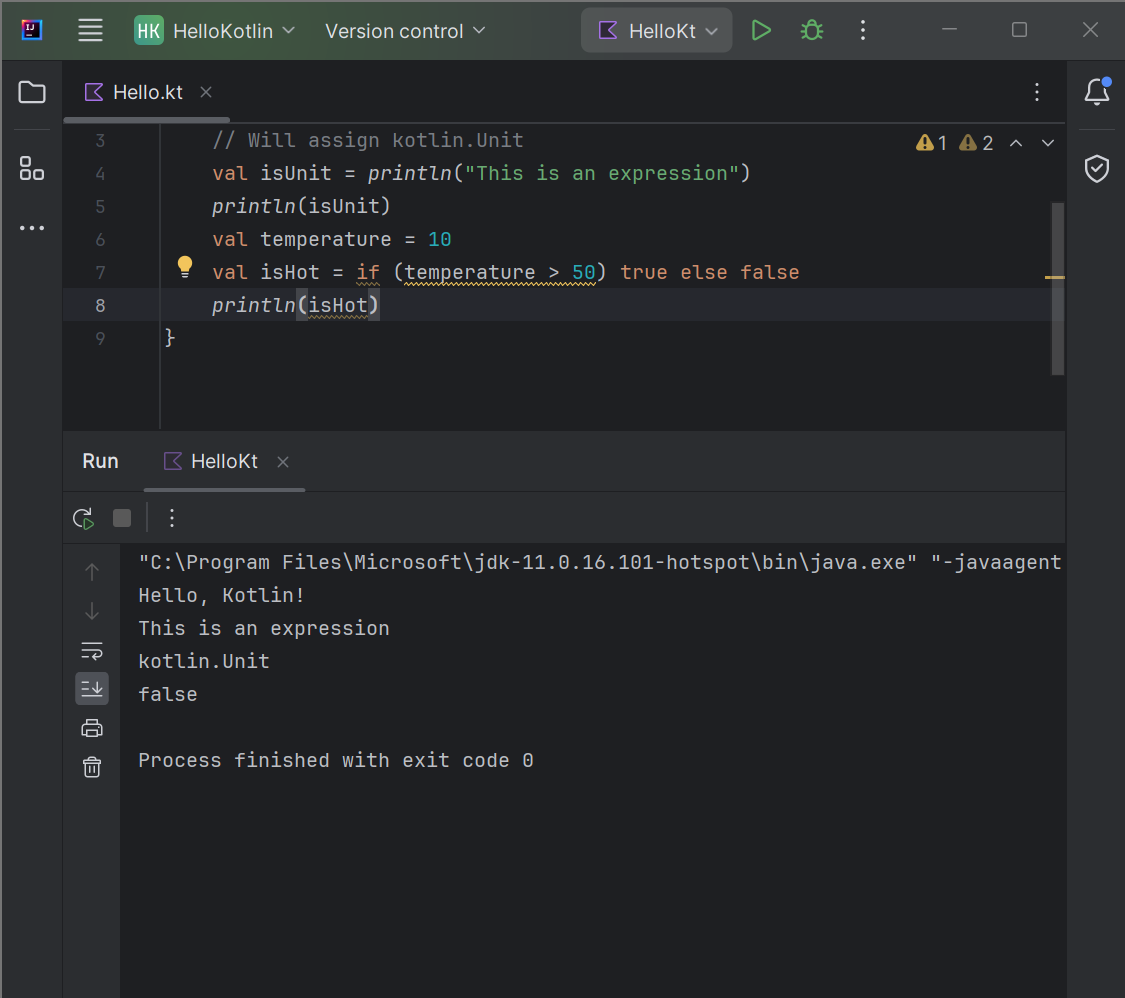 HK HelloKotlin Version control HelloKt
Hello.kt
3 // Will assign kotlin.Unit 1 2
4 val isUnit = println("This is an expression")
5 println(isUnit)
6 val temperature = 10
7 val isHot = if (temperature > 50) true else false
8 println(isHot)
9 }
Run HelloKt
"C:\Program Files\Microsoft\jdk-11.0.16.101-hotspot\bin\java.exe" "-javaagent
Hello, Kotlin!
This is an expression
kotlin.Unit
false
Process finished with exit code 0